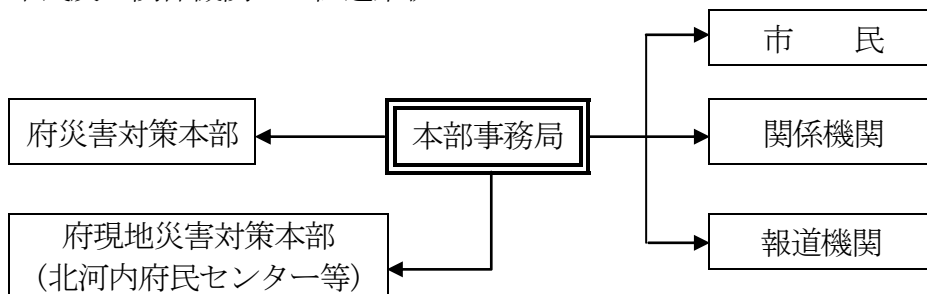 市　　民
府災害対策本部
本部事務局
関係機関
府現地災害対策本部
（北河内府民センター等）
報道機関